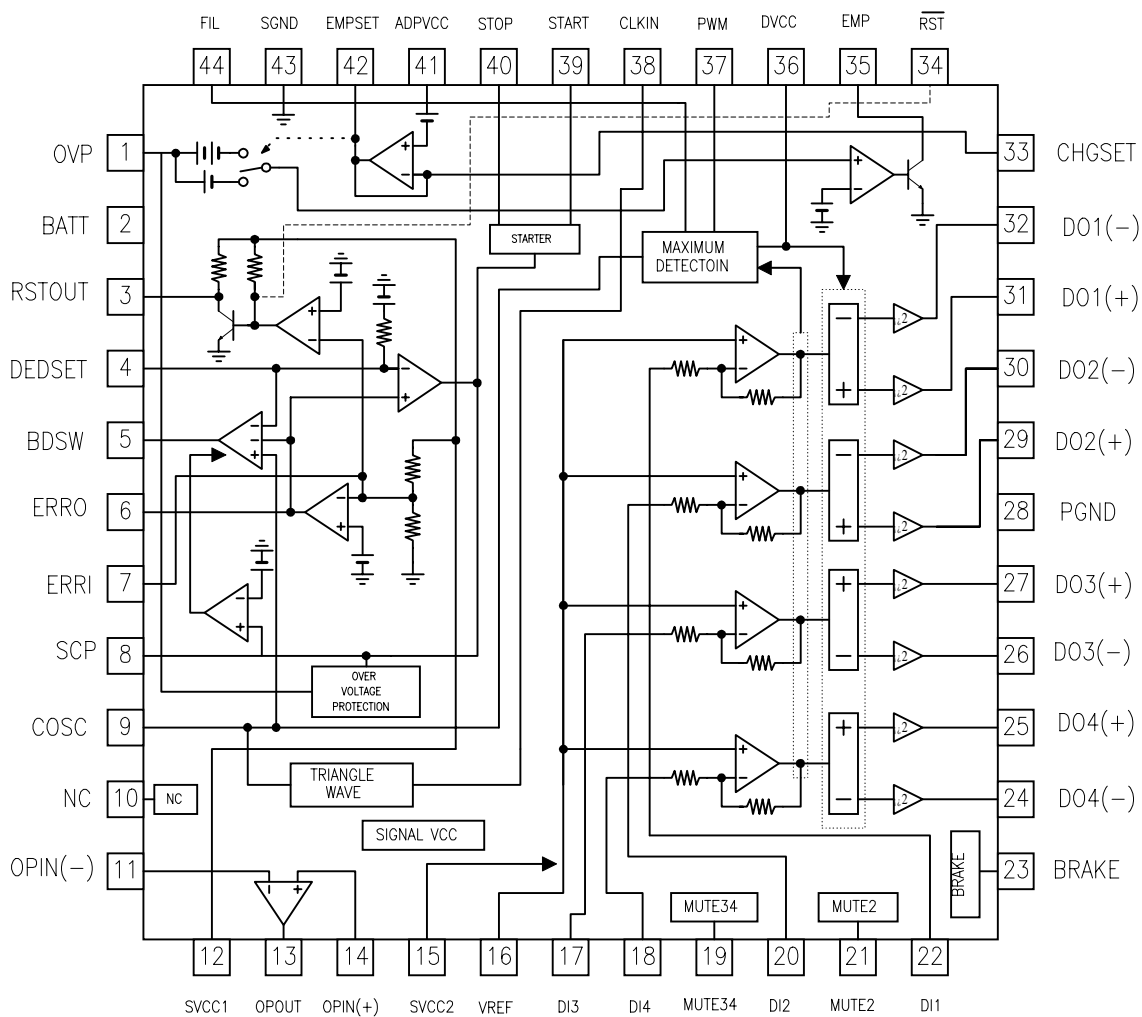 FIL SGND EMPSET ADPVCC STOP START CLKIN PWM DVCC EMP RST
44 43 42 41 40 39 38 37 36 35 34
OVP 1
33 CHGSET
BATT 2
32 DO1(-)
STARTER
MAXIMUM
DETECTOIN
RSTOUT 3
31 DO1(+)
DEDSET 4
30 DO2(-)
BDSW 5
29 DO2(+)
ERRO 6
28 PGND
ERRI 7
27 DO3(+)
SCP 8
26 DO3(-)
OVER
VOLTAGE
PROTECTION
COSC 9
25 DO4(+)
TRIANGLE
WAVE
NC 10 NC
24 DO4(-)
SIGNAL VCC
OPIN(-) 11
23 BRAKE
BRAKE
MUTE34 MUTE2
12 13 14 15 16 17 18 19 20 21 22
SVCC1 OPOUT OPIN(+) SVCC2 VREF DI3 DI4 MUTE34 DI2 MUTE2 DI1